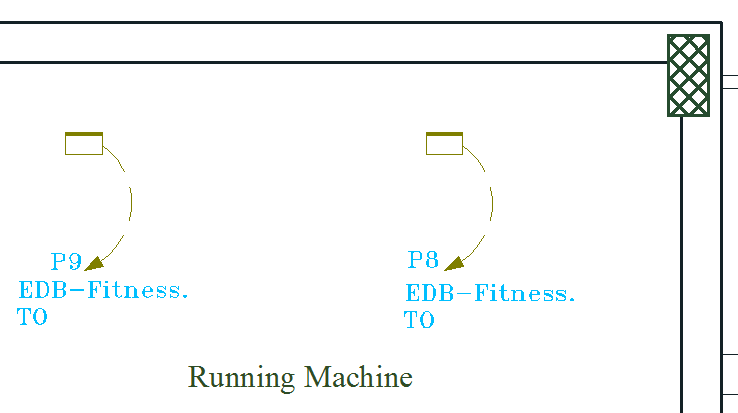 P9
EDB-Fitness.
TO
P8
EDB-Fitness.
TO
Running Machine